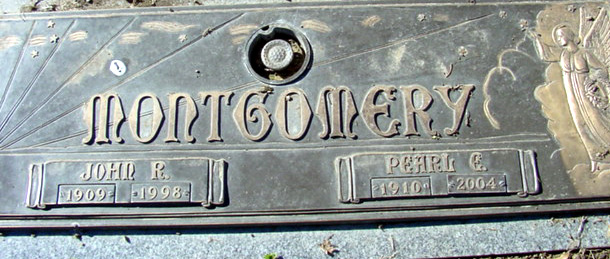 MONTGOMERY
JOHN R. PEARL E.
1909 1998 1910 2004